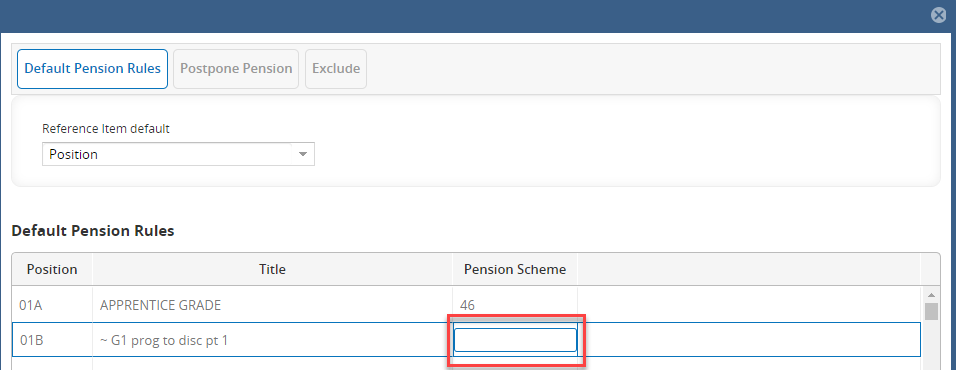 Default Pension Rules Postpone Pension Exclude
Reference Item default
Position
Default Pension Rules
Position Title Pension Scheme
01A APPRENTICE GRADE 46
01B ~ G1 prog to disc pt 1